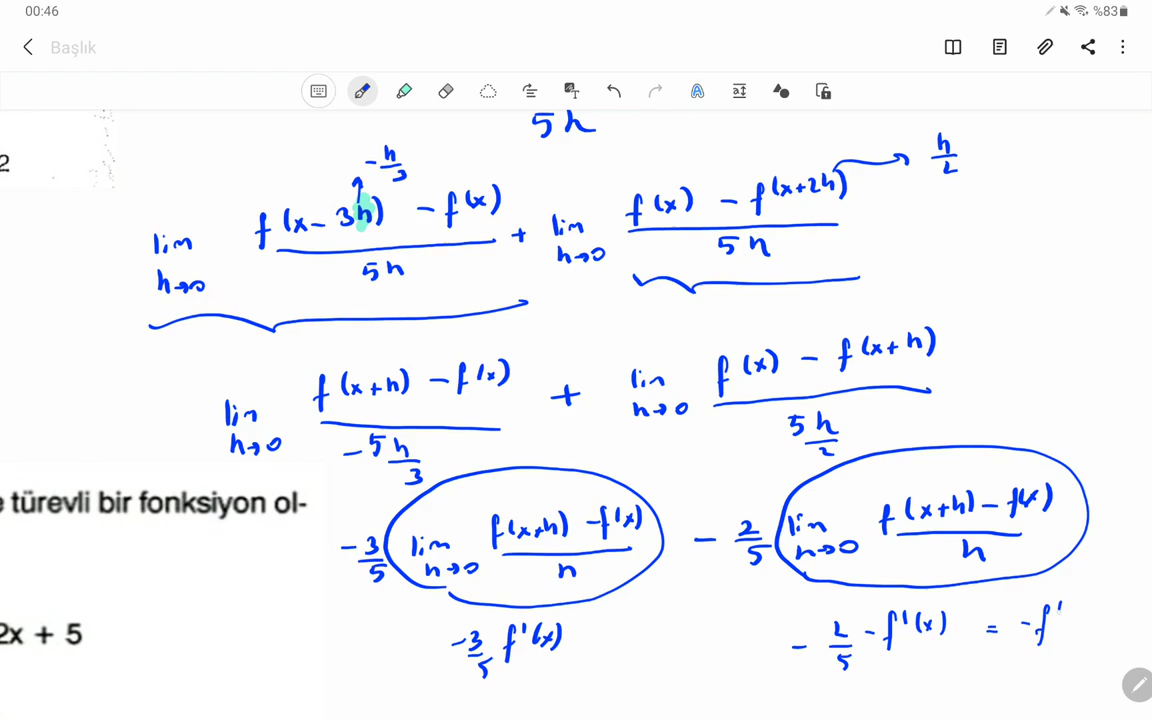 00:46 %83
Başlık
5h
2
-h/3
f(x-3h) - f(x) + lim f(x) - f(x+2h) → h/2
lim h→0 5h h→0 5h
lim h→0 f(x+h) - f(x) / -5h/3 + lim h→0 f(x) - f(x+h) / 5h/2
e türevli bir fonksiyon ol-
-3/5 lim h→0 f(x+h) - f(x) / h - 2/5 lim h→0 f(x+h) - f(x) / h
2x + 5
-3/5 f'(x) - 2/5 - f'(x) = -f'